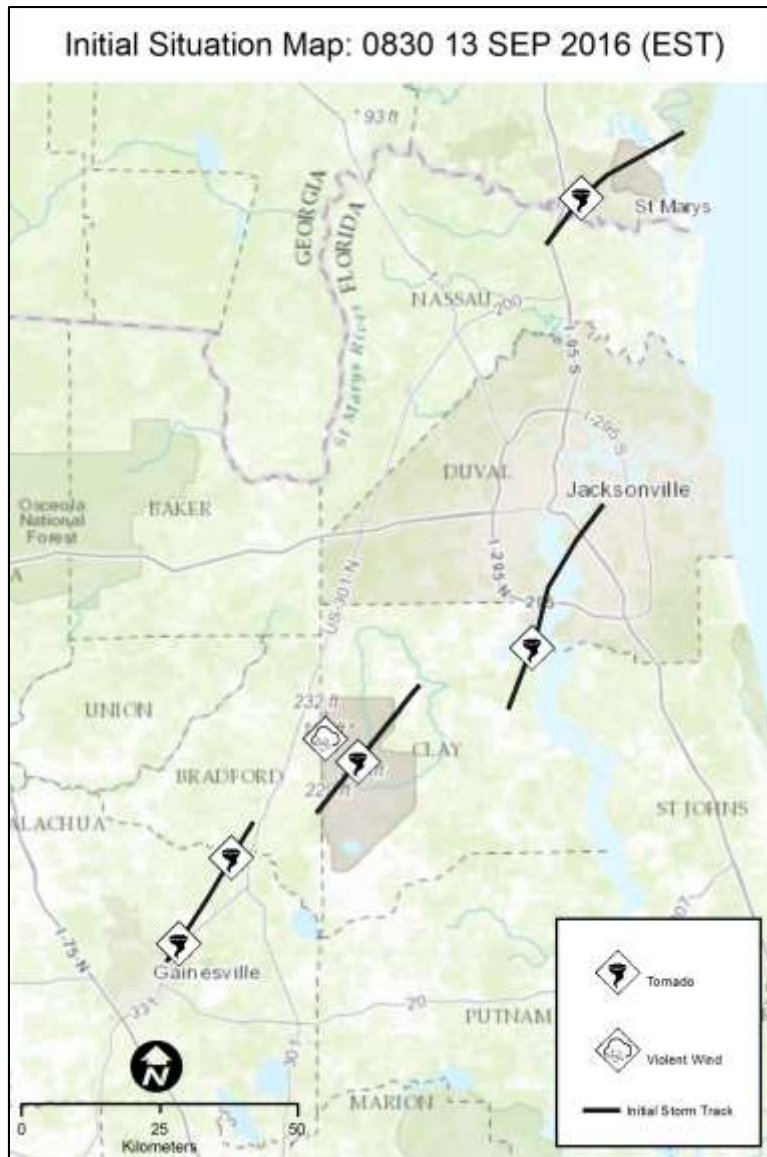 Initial Situation Map: 0830 13 SEP 2016 (EST)
93 ft
GEORGIA
FLORIDA
St Marys
NASSAU
200
St Marys River
I-95 S
I-295 S
DUVAL
Jacksonville
Osceola
National
Forest
BAKER
US-301 N
I-295 N
295
232 ft
UNION
CLAY
BRADFORD
ALACHUA
ST JOHNS
I-75 N
Gainesville
20
PUTNAM
MARION
Tornado
Violent Wind
Initial Storm Track
N
0 25 50
Kilometers